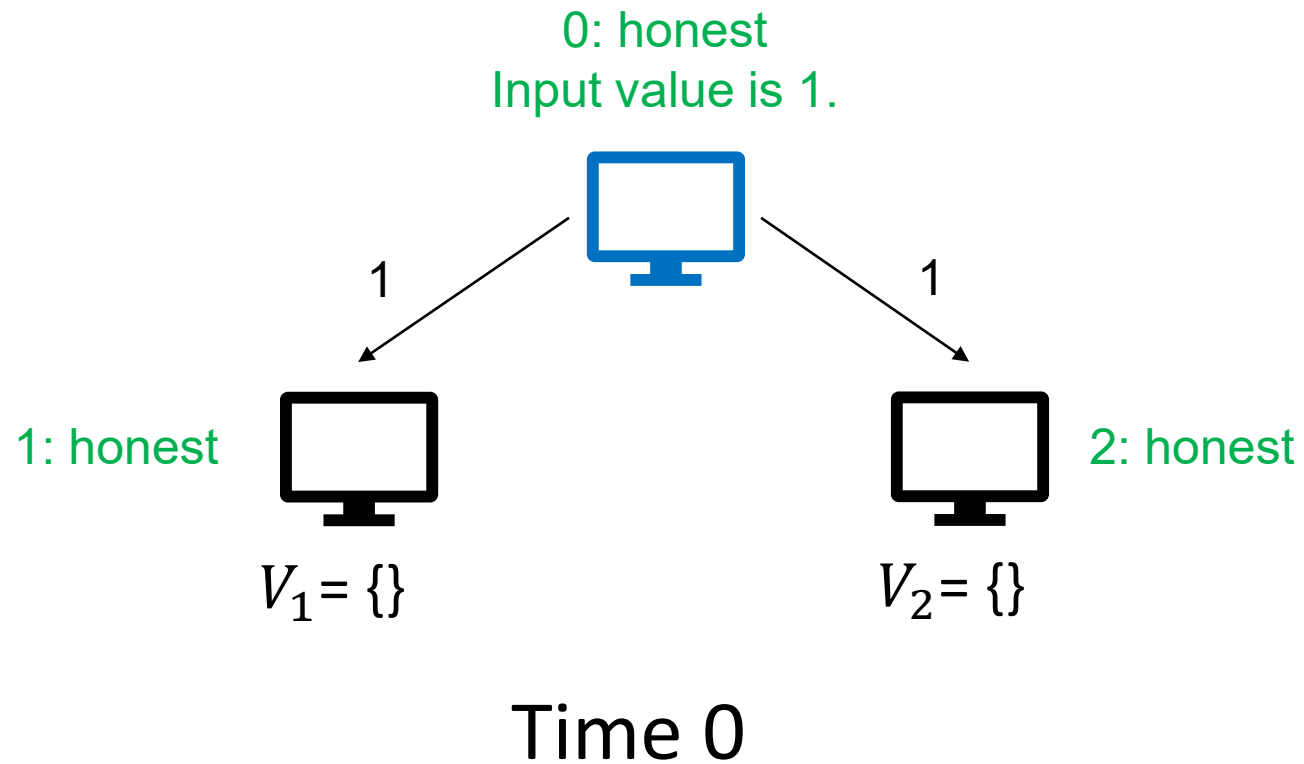 0: honest
Input value is 1.
1
1
1: honest
2: honest
V₁= {}
V₂= {}
Time 0